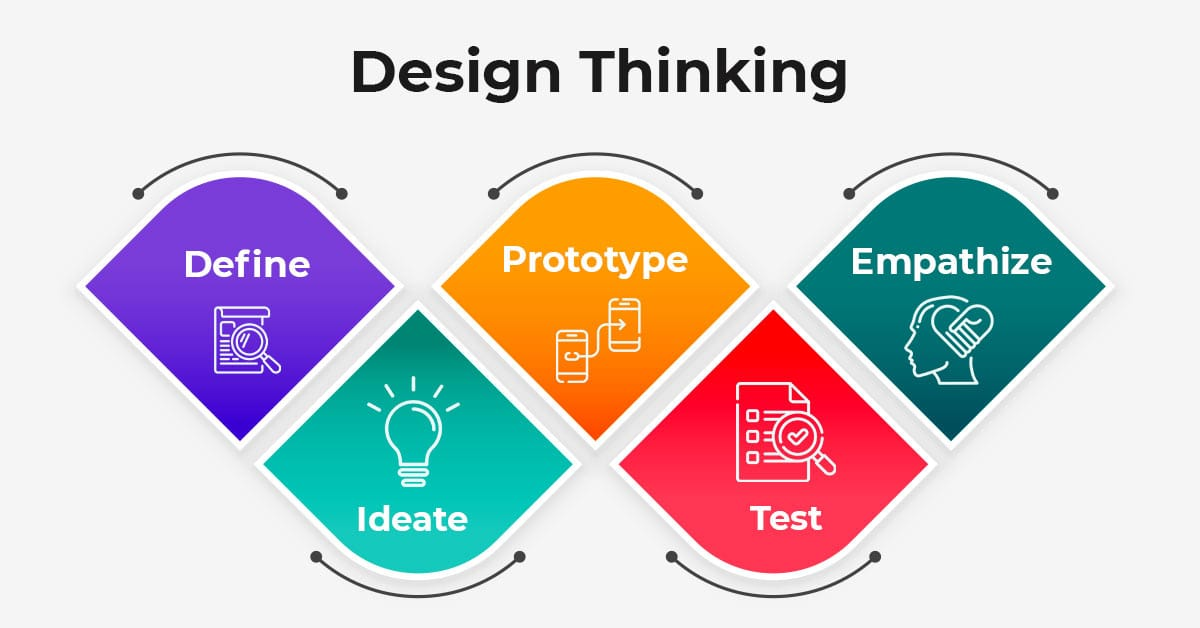 Design Thinking
Define
Ideate
Prototype
Test
Empathize